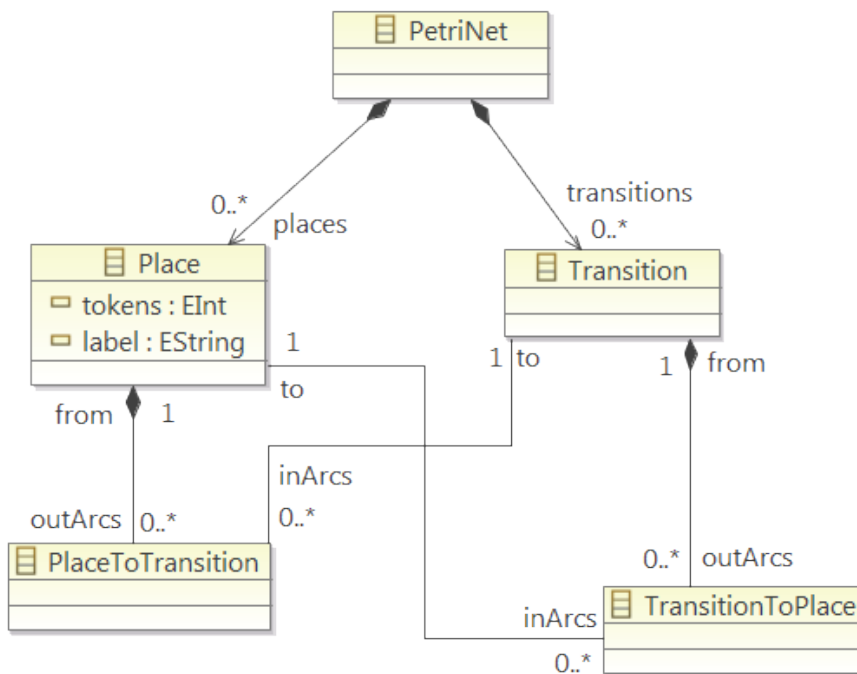 PetriNet
transitions
0..*
places
0..*
Place
tokens : EInt
label : EString
Transition
1
to
1 to
1
from
from
1
inArcs
0..*
outArcs
0..*
PlaceToTransition
0..*
outArcs
TransitionToPlace
inArcs
0..*